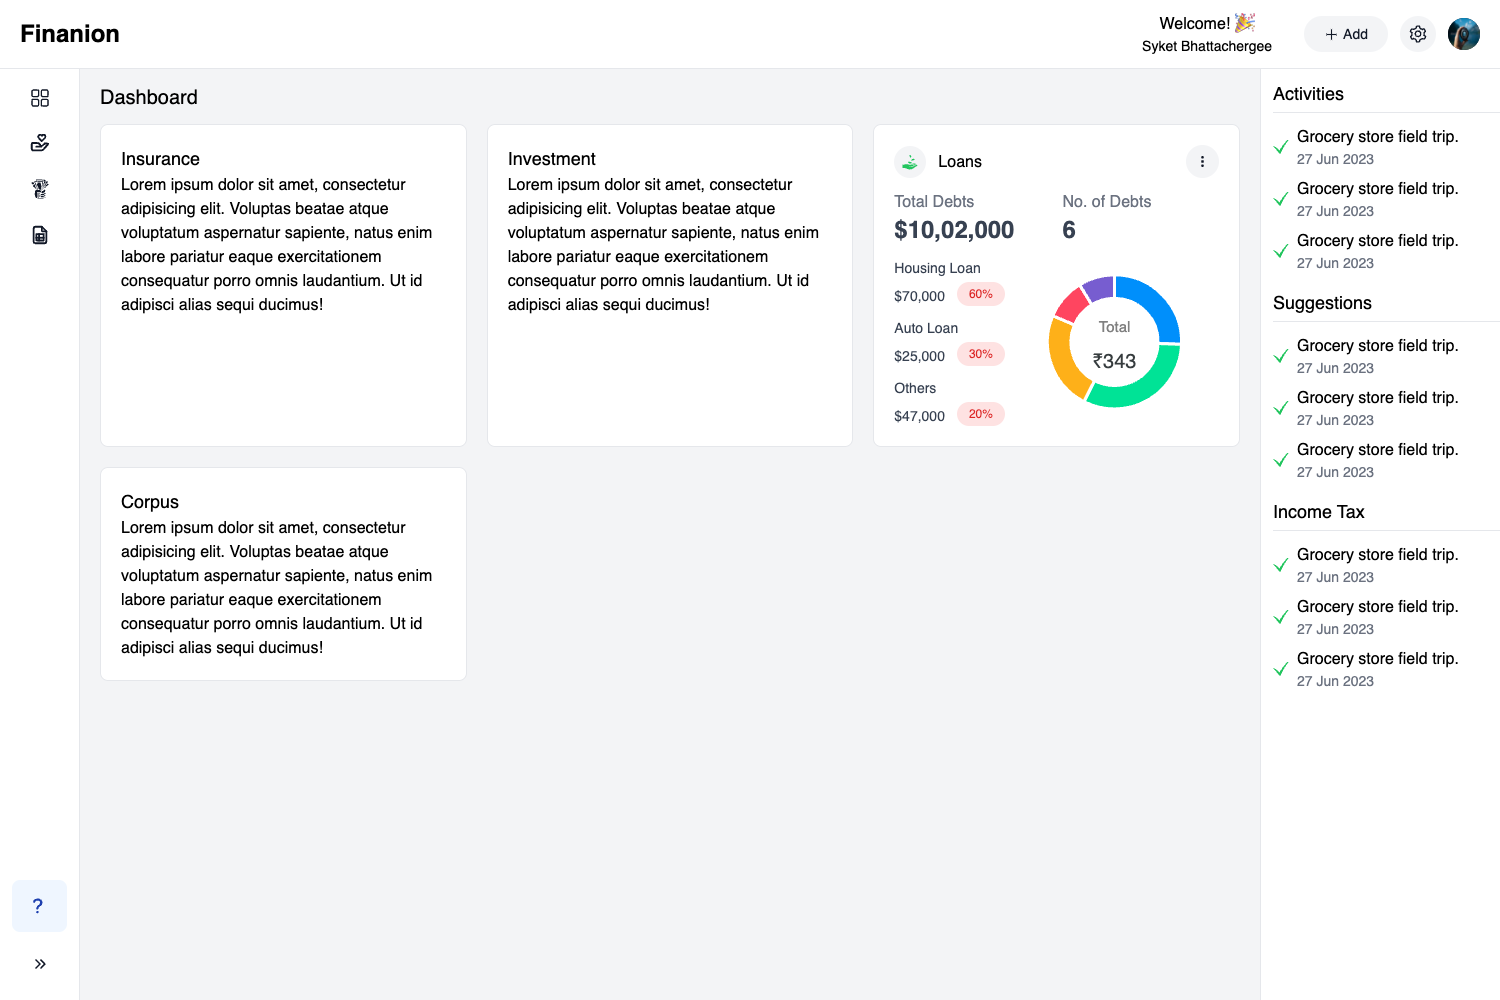 Finanion
Welcome! 🎉
Syket Bhattachergee
+ Add
Dashboard
Insurance
Lorem ipsum dolor sit amet, consectetur
adipisicing elit. Voluptas beatae atque
voluptatum aspernatur sapiente, natus enim
labore pariatur eaque exercitationem
consequatur porro omnis laudantium. Ut id
adipisci alias sequi ducimus!
Investment
Lorem ipsum dolor sit amet, consectetur
adipisicing elit. Voluptas beatae atque
voluptatum aspernatur sapiente, natus enim
labore pariatur eaque exercitationem
consequatur porro omnis laudantium. Ut id
adipisci alias sequi ducimus!
Loans
Total Debts
$10,02,000
No. of Debts
6
Housing Loan
$70,000 60%
Auto Loan
$25,000 30%
Others
$47,000 20%
Total
₹343
Corpus
Lorem ipsum dolor sit amet, consectetur
adipisicing elit. Voluptas beatae atque
voluptatum aspernatur sapiente, natus enim
labore pariatur eaque exercitationem
consequatur porro omnis laudantium. Ut id
adipisci alias sequi ducimus!
Activities
Grocery store field trip.
27 Jun 2023
Grocery store field trip.
27 Jun 2023
Grocery store field trip.
27 Jun 2023
Suggestions
Grocery store field trip.
27 Jun 2023
Grocery store field trip.
27 Jun 2023
Grocery store field trip.
27 Jun 2023
Income Tax
Grocery store field trip.
27 Jun 2023
Grocery store field trip.
27 Jun 2023
Grocery store field trip.
27 Jun 2023
?